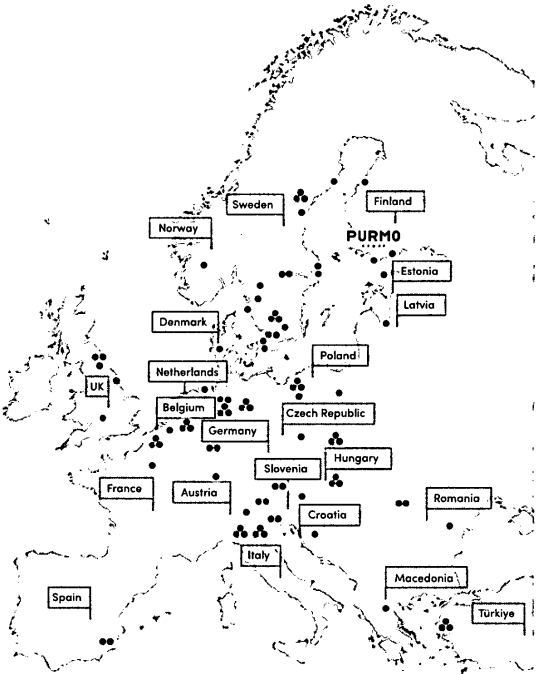 Sweden
Finland
Norway
PURMO
Estonia
Latvia
Denmark
Poland
Netherlands
UK
Belgium
Czech Republic
Germany
Hungary
Slovenia
France
Austria
Romania
Croatia
Italy
Macedonia
Spain
Türkiye